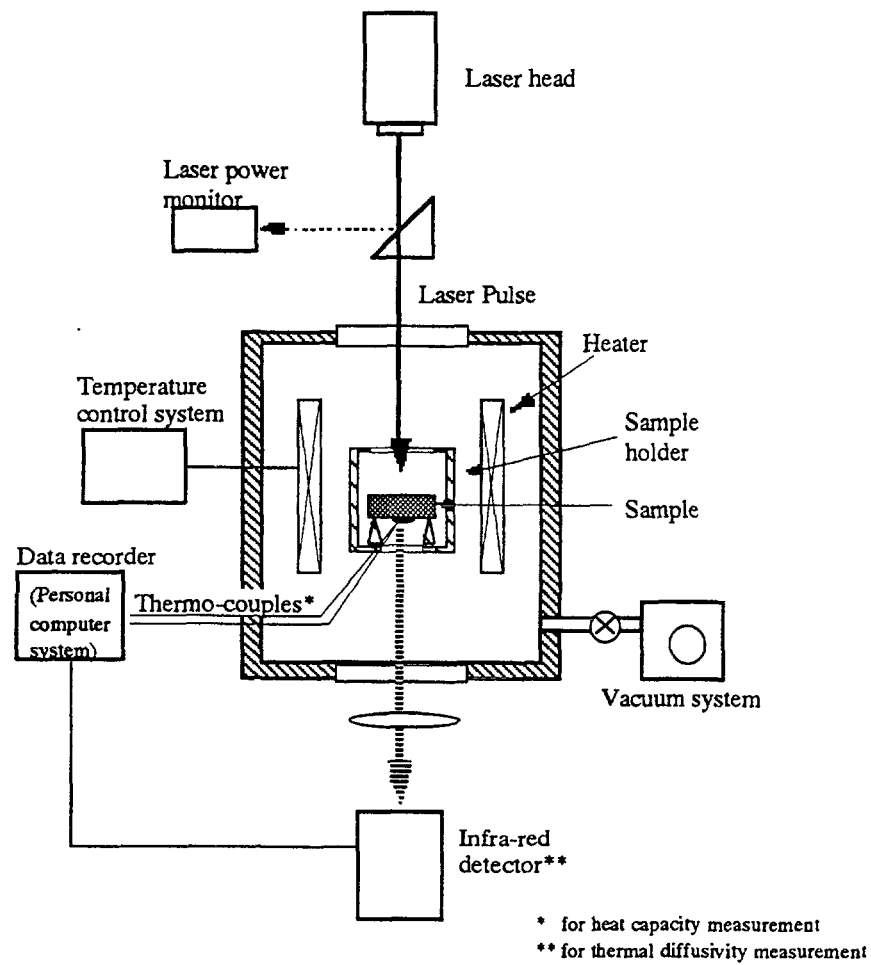 Laser head
Laser power
monitor
Laser Pulse
Heater
Temperature
control system
Sample
holder
Sample
Data recorder
(Personal
computer
system)
Thermo-couples*
Vacuum system
Infra-red
detector**
* for heat capacity measurement
** for thermal diffusivity measurement